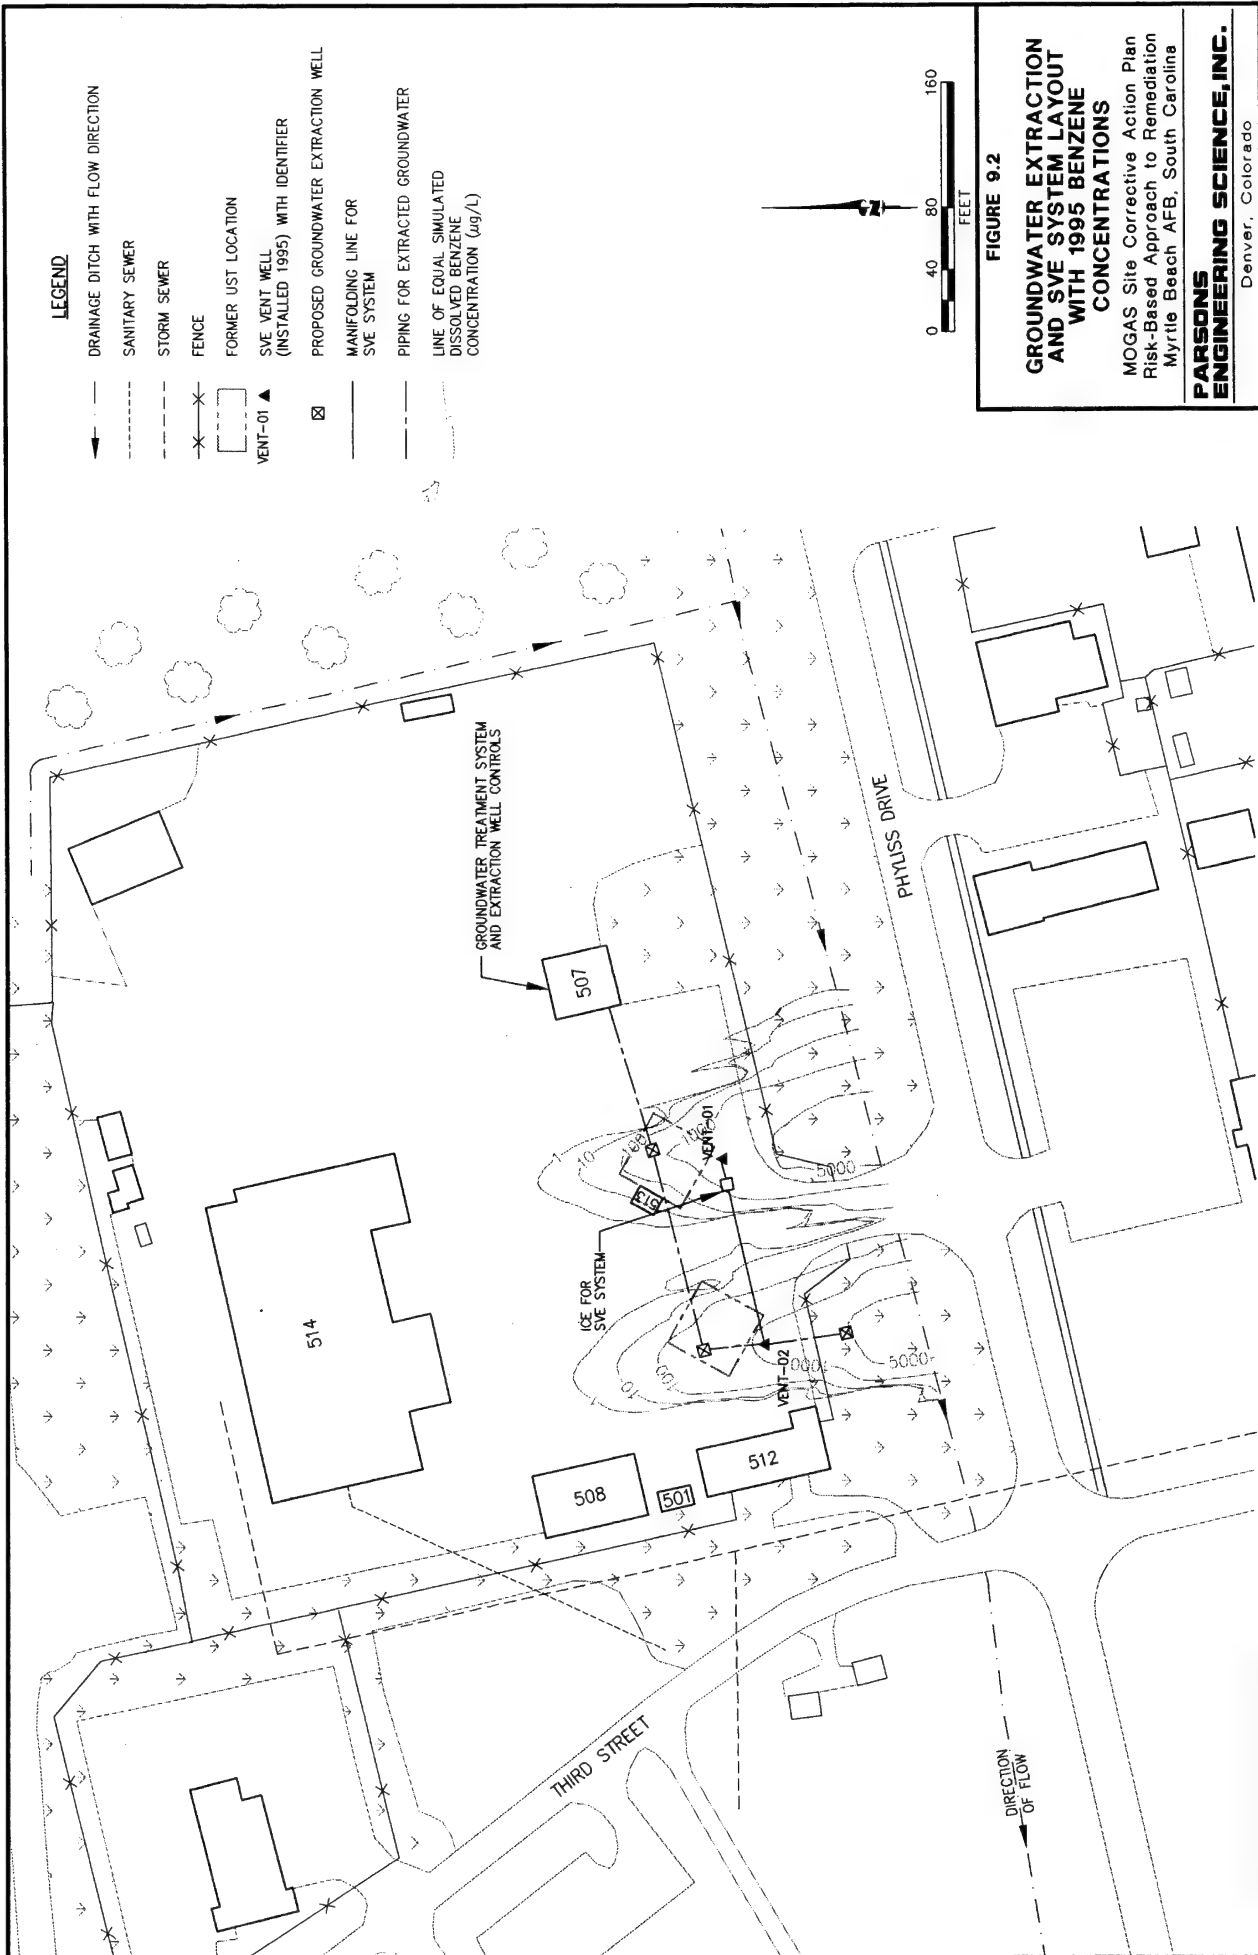 LEGEND
DRAINAGE DITCH WITH FLOW DIRECTION
SANITARY SEWER
STORM SEWER
FENCE
FORMER UST LOCATION
VENT-01
SVE VENT WELL
(INSTALLED 1995) WITH IDENTIFIER
PROPOSED GROUNDWATER EXTRACTION WELL
MANIFOLDING LINE FOR
SVE SYSTEM
PIPING FOR EXTRACTED GROUNDWATER
LINE OF EQUAL SIMULATED
DISSOLVED BENZENE
CONCENTRATION (ug/L)
GROUNDWATER TREATMENT SYSTEM
AND EXTRACTION WELL CONTROLS
507
514
513
ICE FOR
SVE SYSTEM
VENT-01
VENT-02
1
10
100
1000
5000
1
10
100
5000
508
501
512
PHYLISS DRIVE
THIRD STREET
DIRECTION
OF FLOW
N
0 40 80 160
FEET
FIGURE 9.2
GROUNDWATER EXTRACTION
AND SVE SYSTEM LAYOUT
WITH 1995 BENZENE
CONCENTRATIONS
MOGAS Site Corrective Action Plan
Risk-Based Approach to Remediation
Myrtle Beach AFB, South Carolina
PARSONS
ENGINEERING SCIENCE, INC.
Denver, Colorado